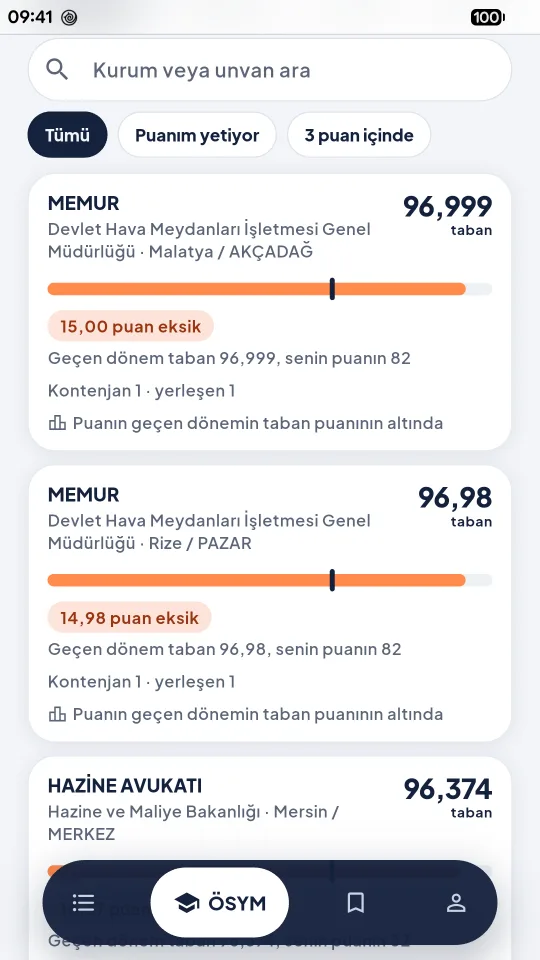 09:41
100
Kurum veya unvan ara
Tümü
Puanım yetiyor
3 puan içinde
MEMUR
96,999
Devlet Hava Meydanları İşletmesi Genel
taban
Müdürlüğü · Malatya / AKÇADAĞ
15,00 puan eksik
Geçen dönem taban 96,999, senin puanın 82
Kontenjan 1 · yerleşen 1
Puanın geçen dönemin taban puanının altında
MEMUR
96,98
Devlet Hava Meydanları İşletmesi Genel
taban
Müdürlüğü · Rize / PAZAR
14,98 puan eksik
Geçen dönem taban 96,98, senin puanın 82
Kontenjan 1 · yerleşen 1
Puanın geçen dönemin taban puanının altında
HAZİNE AVUKATI
96,374
Hazine ve Maliye Bakanlığı · Mersin /
taban
MERKEZ
ÖSYM